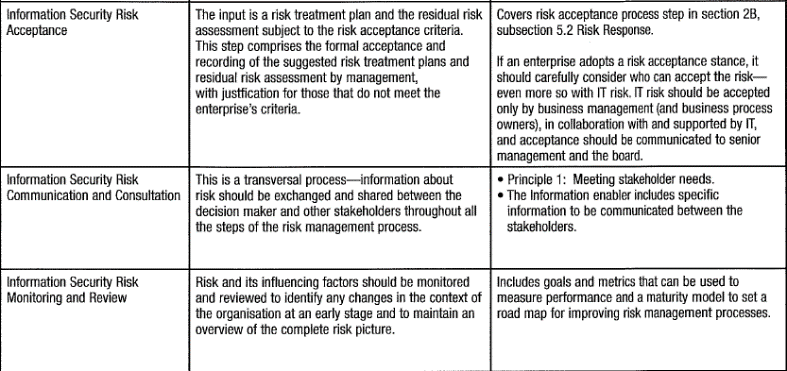 Information Security Risk
Acceptance
The input is a risk treatment plan and the residual risk
assessment subject to the risk acceptance criteria.
This step comprises the formal acceptance and
recording of the suggested risk treatment plans and
residual risk assessment by management,
with justfication for those that do not meet the
enterprise's criteria.
Covers risk acceptance process step in section 2B,
subsection 5.2 Risk Response.
If an enterprise adopts a risk acceptance stance, it
should carefully consider who can accept the risk—
even more so with IT risk. IT risk should be accepted
only by business management (and business process
owners), in collaboration with and supported by IT,
and acceptance should be communicated to senior
management and the board.
Information Security Risk
Communication and Consultation
This is a transversal process—information about
risk should be exchanged and shared between the
decision maker and other stakeholders throughout all
the steps of the risk management process.
• Principle 1: Meeting stakeholder needs.
• The Information enabler includes specific
information to be communicated between the
stakeholders.
Information Security Risk
Monitoring and Review
Risk and its influencing factors should be monitored
and reviewed to identify any changes in the context of
the organisation at an early stage and to maintain an
overview of the complete risk picture.
Includes goals and metrics that can be used to
measure performance and a maturity model to set a
road map for improving risk management processes.